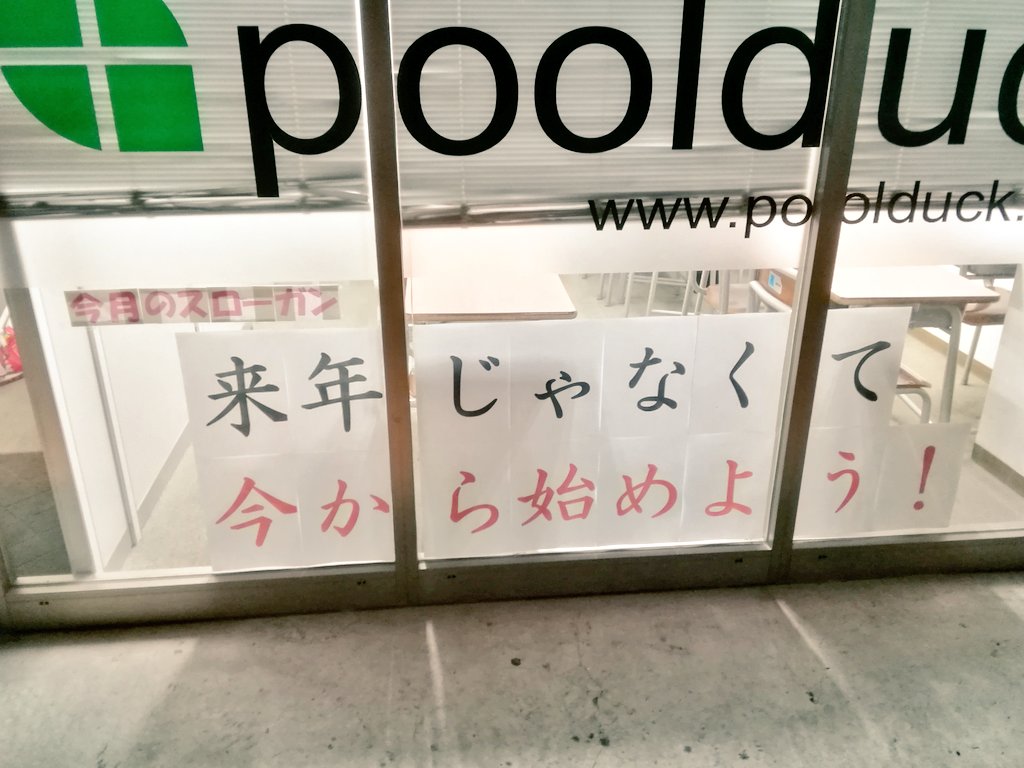 poolduc
www.poolduck.
今月のスローガン
来年じゃなくて
今から始めよう!